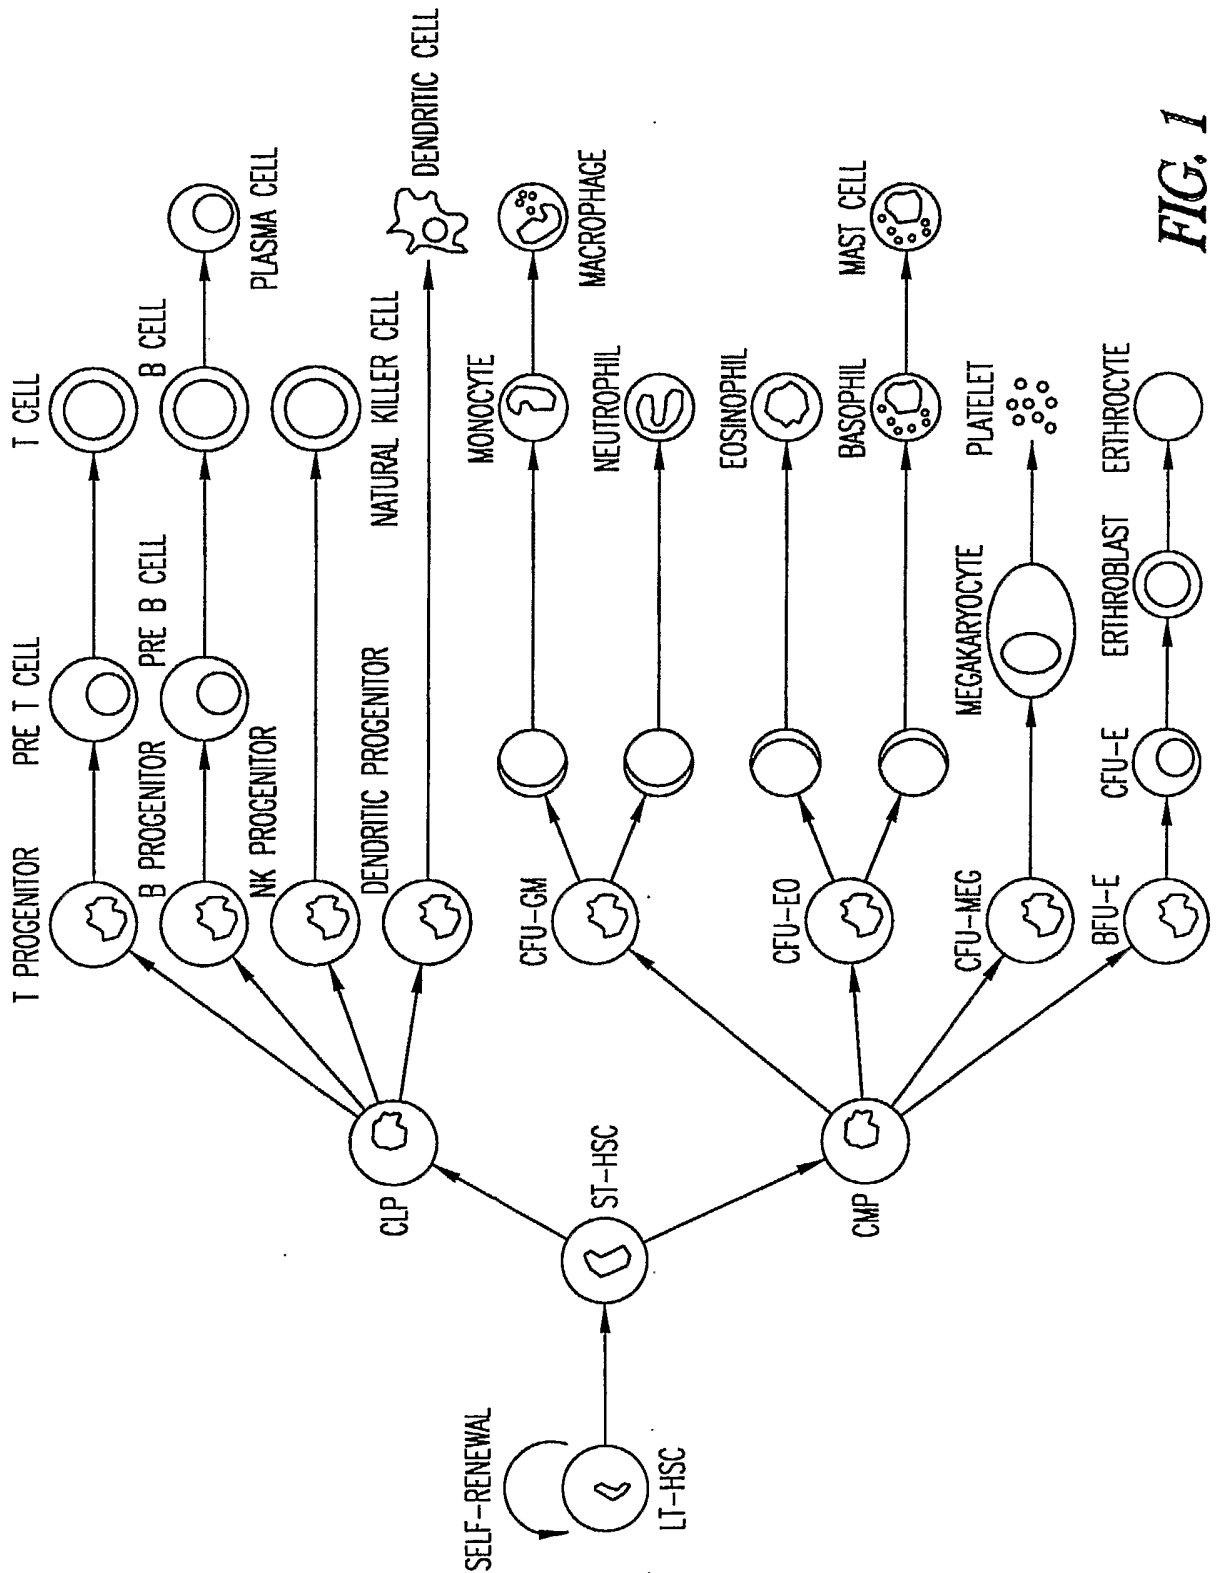 SELF-RENEWAL
LT-HSC
ST-HSC
CLP
CMP
T PROGENITOR
PRE T CELL
T CELL
B PROGENITOR
PRE B CELL
B CELL
PLASMA CELL
NK PROGENITOR
NATURAL KILLER CELL
DENDRITIC PROGENITOR
DENDRITIC CELL
CFU-GM
MONOCYTE
MACROPHAGE
NEUTROPHIL
CFU-EO
EOSINOPHIL
BASOPHIL
MAST CELL
CFU-MEG
MEGAKARYOCYTE
PLATELET
BFU-E
CFU-E
ERTHROBLAST
ERTHROCYTE
FIG. 1